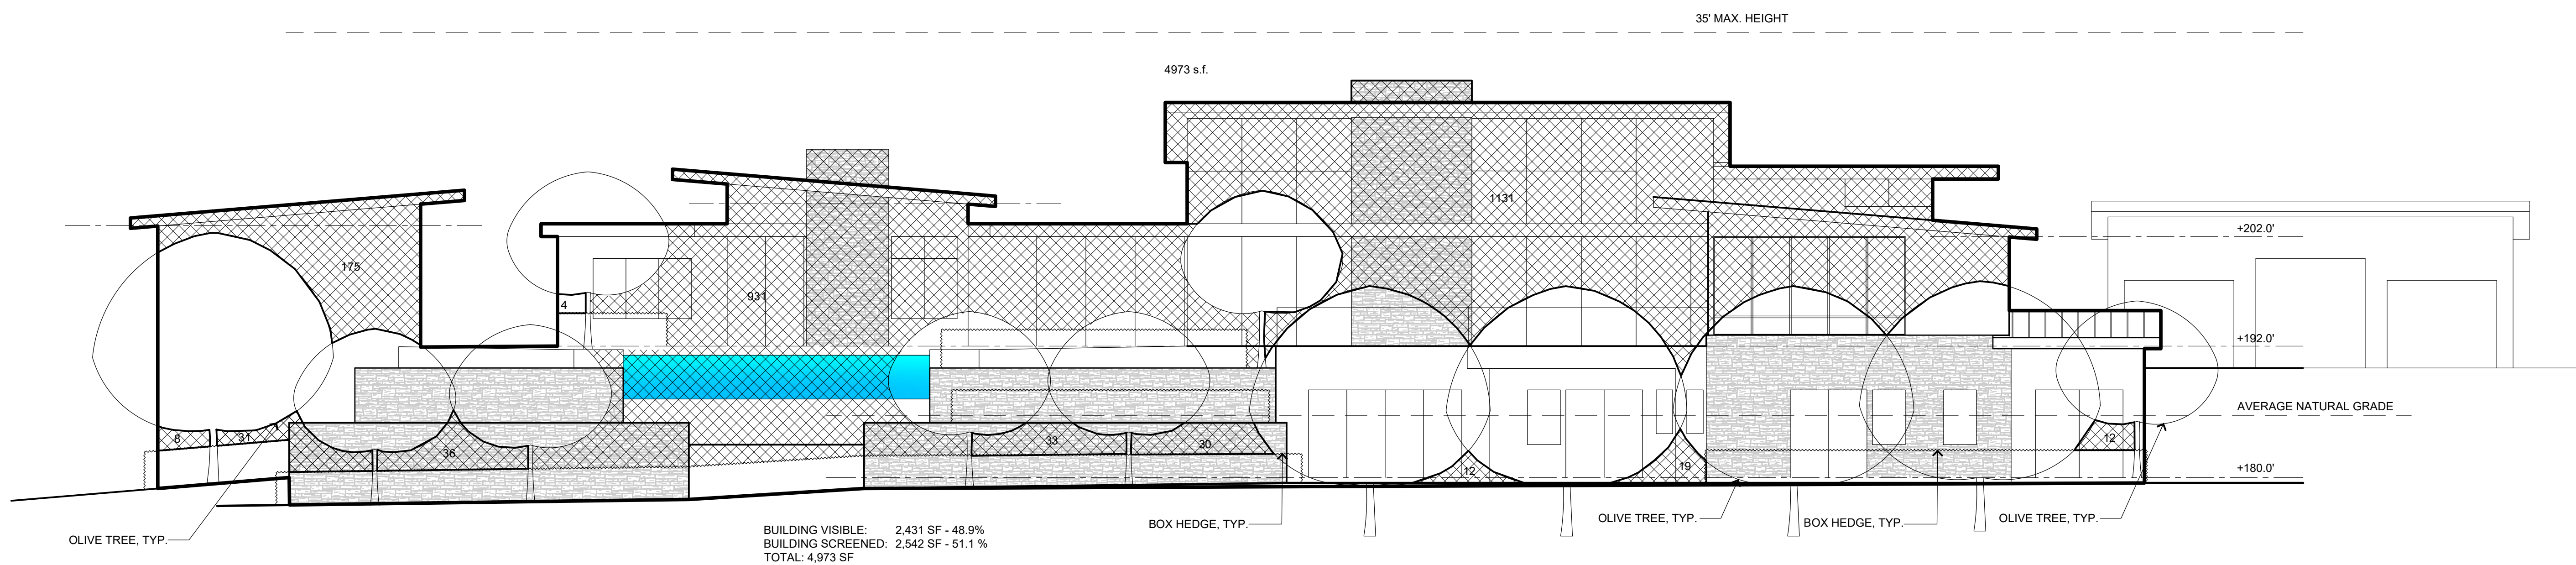 35' MAX. HEIGHT
4973 s.f.
1131
+202.0'
175
931
4
+192.0'
AVERAGE NATURAL GRADE
8
31
1
36
33
30
12
12
19
+180.0'
OLIVE TREE, TYP.
BOX HEDGE, TYP.
OLIVE TREE, TYP.
BOX HEDGE, TYP.
OLIVE TREE, TYP.
BUILDING VISIBLE: 2,431 SF - 48.9%
BUILDING SCREENED: 2,542 SF - 51.1 %
TOTAL: 4,973 SF